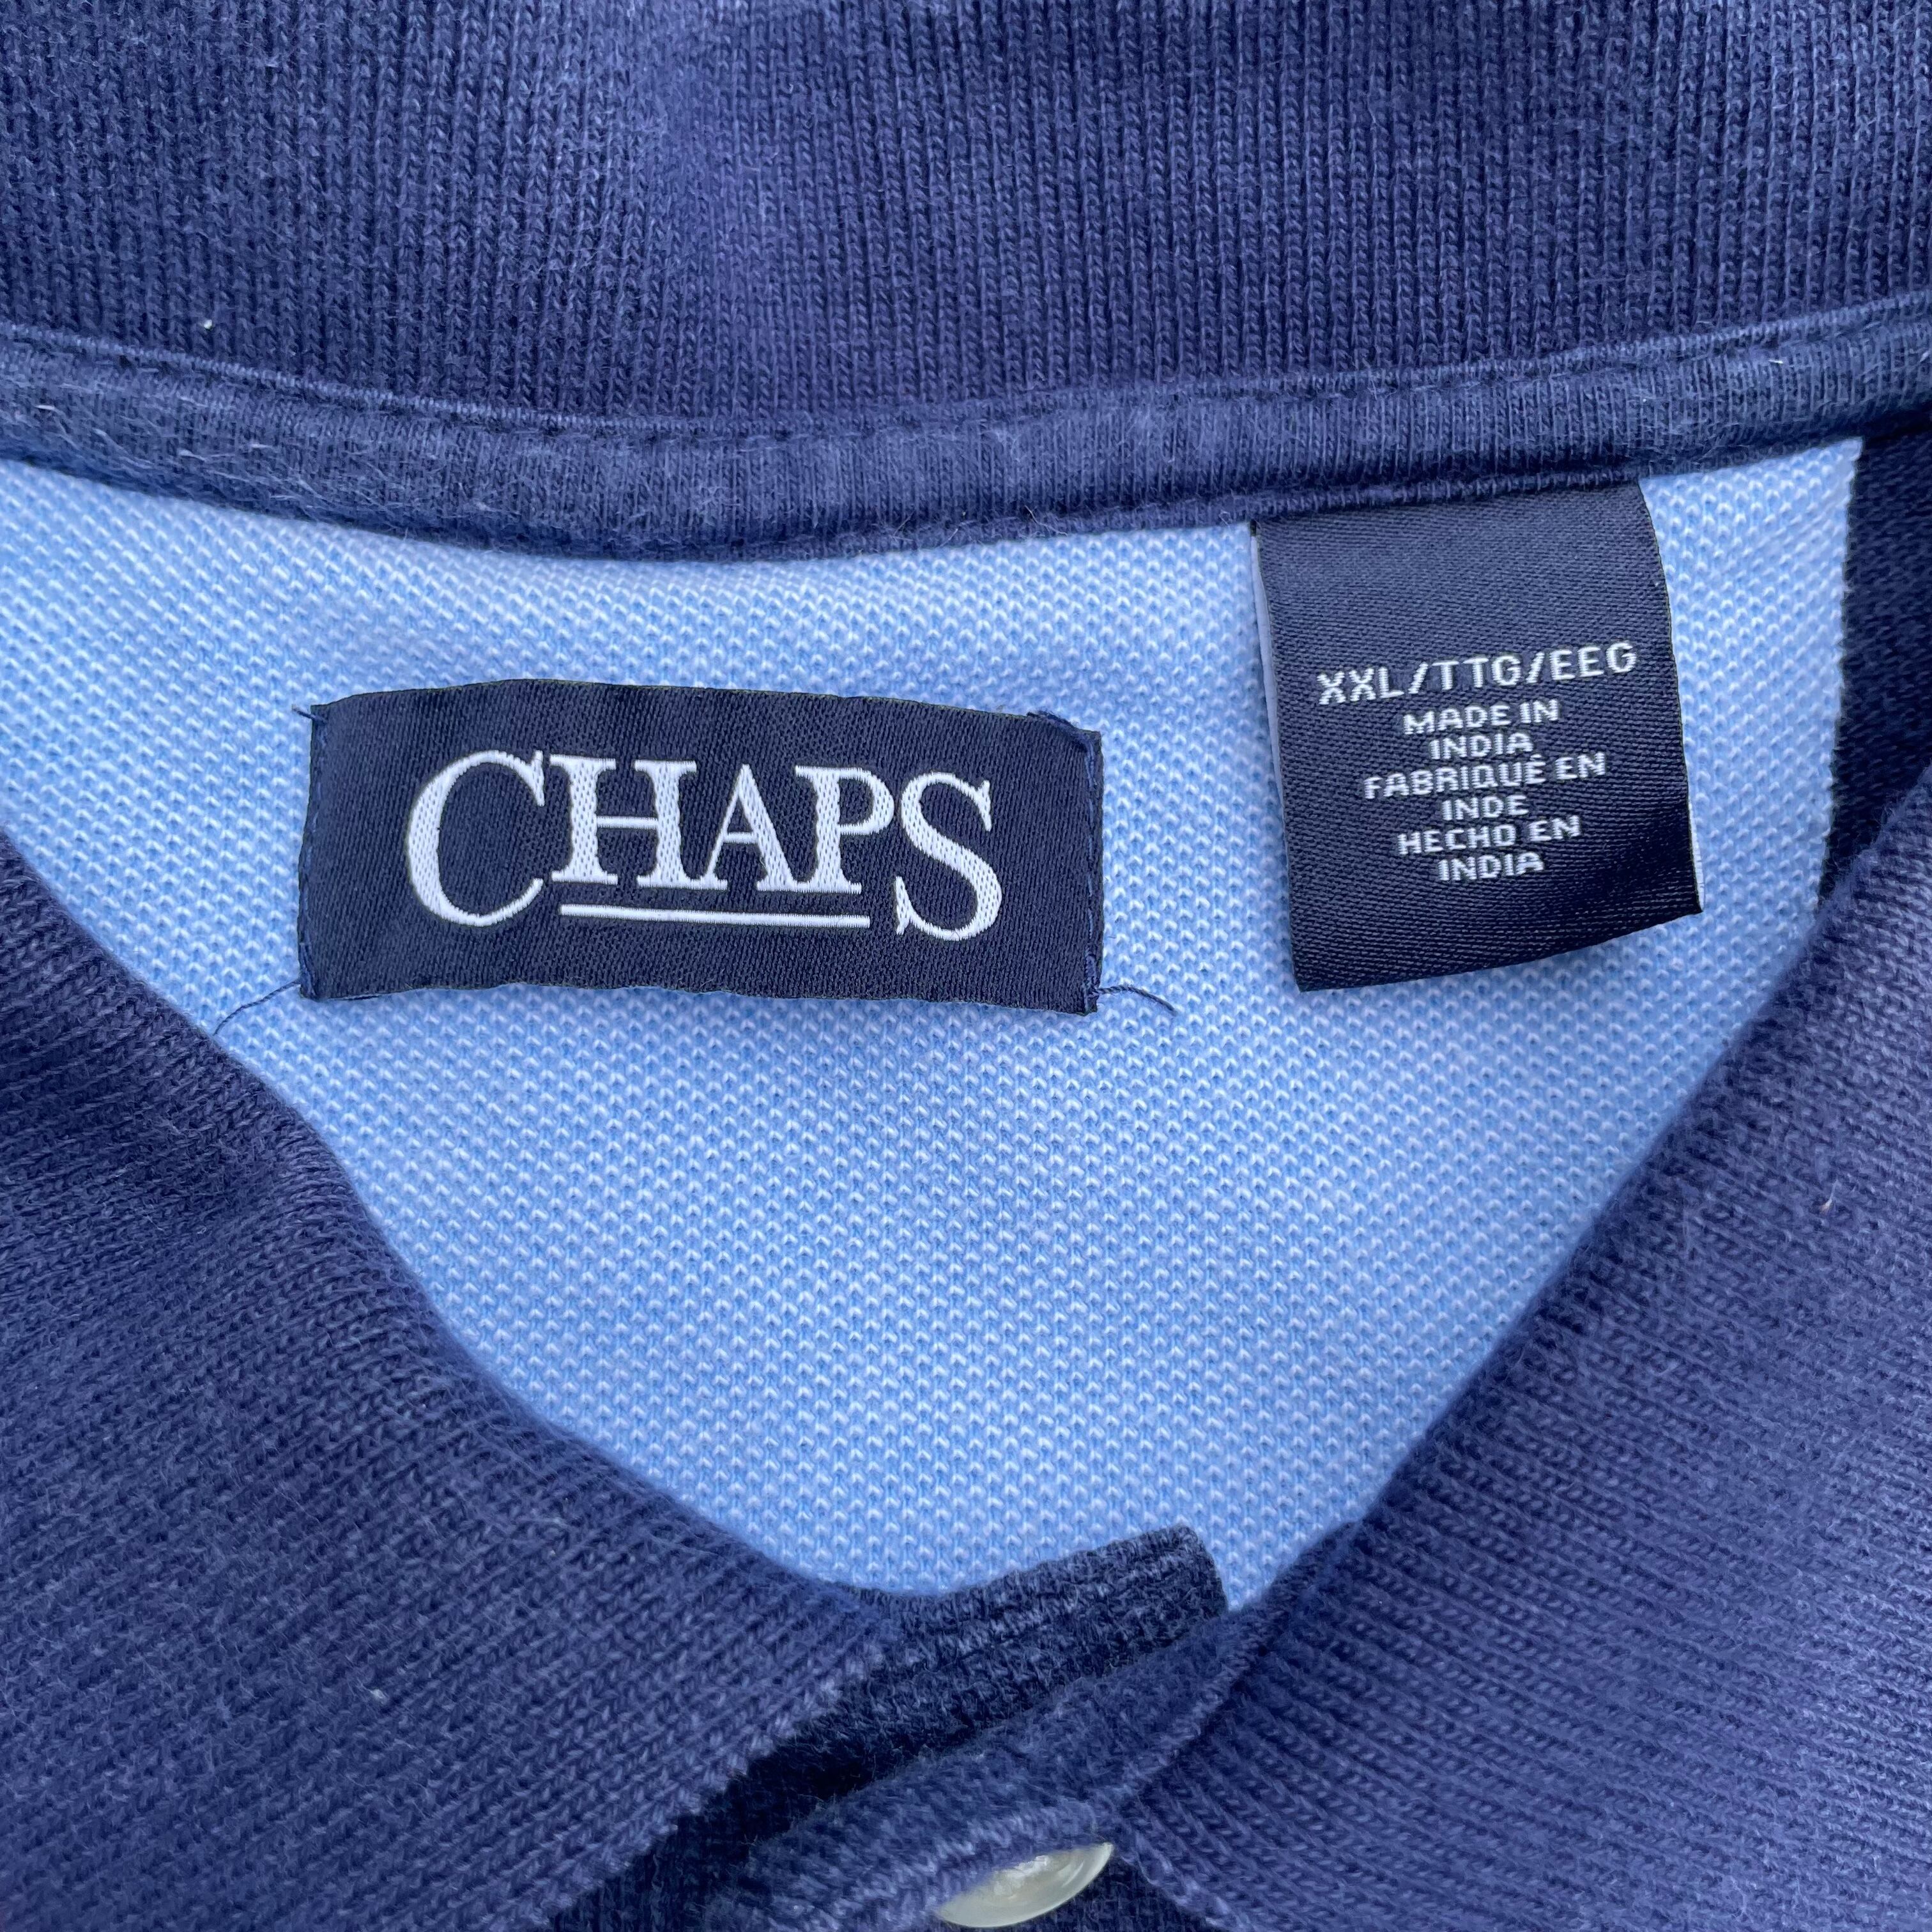 CHAPS
XXL/TTG/EEG
MADE IN
INDIA
FABRIQUÉ EN
INDE
HECHO EN
INDIA